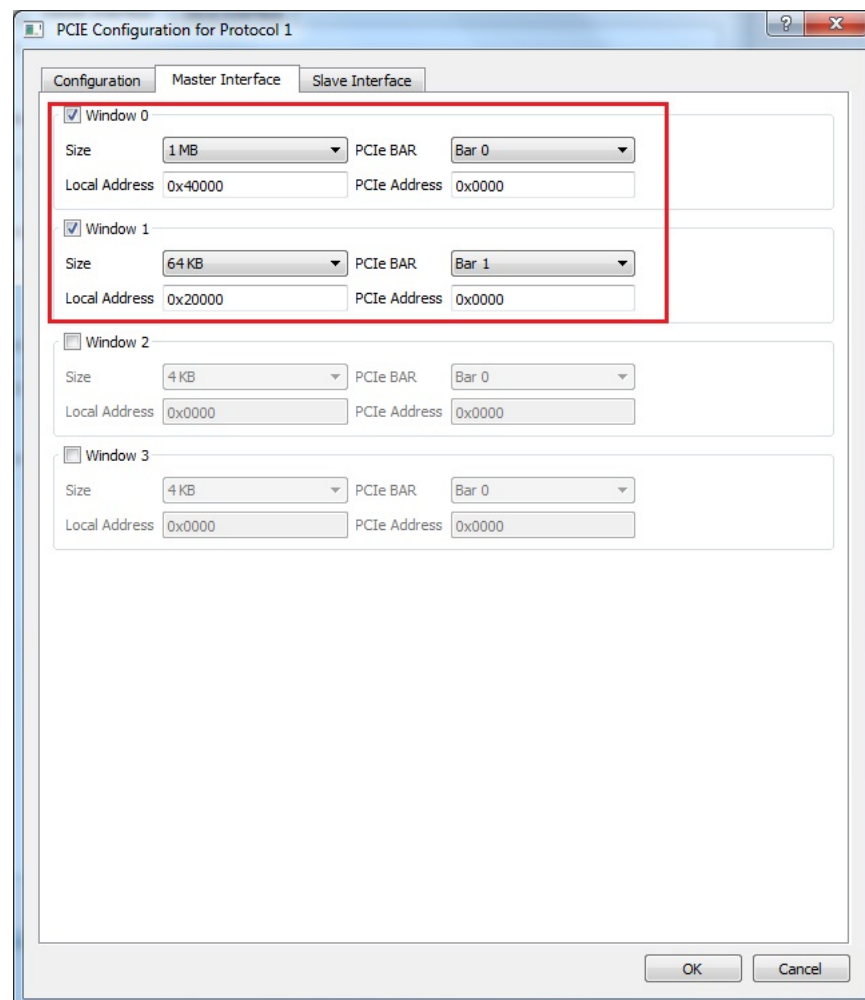 PCIE Configuration for Protocol 1
?
Configuration Master Interface Slave Interface
Window 0
Size 1 MB PCIe BAR Bar 0
Local Address 0x40000 PCIe Address 0x0000
Window 1
Size 64 KB PCIe BAR Bar 1
Local Address 0x20000 PCIe Address 0x0000
Window 2
Size 4 KB PCIe BAR Bar 0
Local Address 0x0000 PCIe Address 0x0000
Window 3
Size 4 KB PCIe BAR Bar 0
Local Address 0x0000 PCIe Address 0x0000
OK Cancel